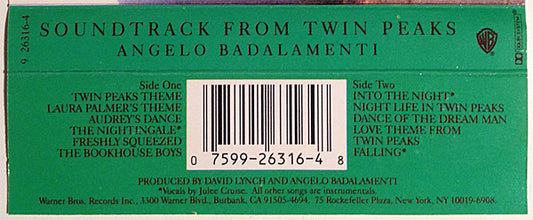 9 26316-4
SOUNDTRACK FROM TWIN PEAKS
ANGELO BADALAMENTI
Side One
TWIN PEAKS THEME
LAURA PALMER'S THEME
AUDREY'S DANCE
THE NIGHTINGALE*
FRESHLY SQUEEZED
THE BOOKHOUSE BOYS
0 7599-26316-4 8
Side Two
INTO THE NIGHT*
NIGHT LIFE IN TWIN PEAKS
DANCE OF THE DREAM MAN
LOVE THEME FROM
TWIN PEAKS
FALLING*
PRODUCED BY DAVID LYNCH AND ANGELO BADALAMENTI
*Vocals by Julee Cruise. All other songs are instrumentals.
Warner Bros. Records Inc., 3300 Warner Blvd., Burbank, CA 91505-4694. 75 Rockefeller Plaza, New York, NY 10019-6908.